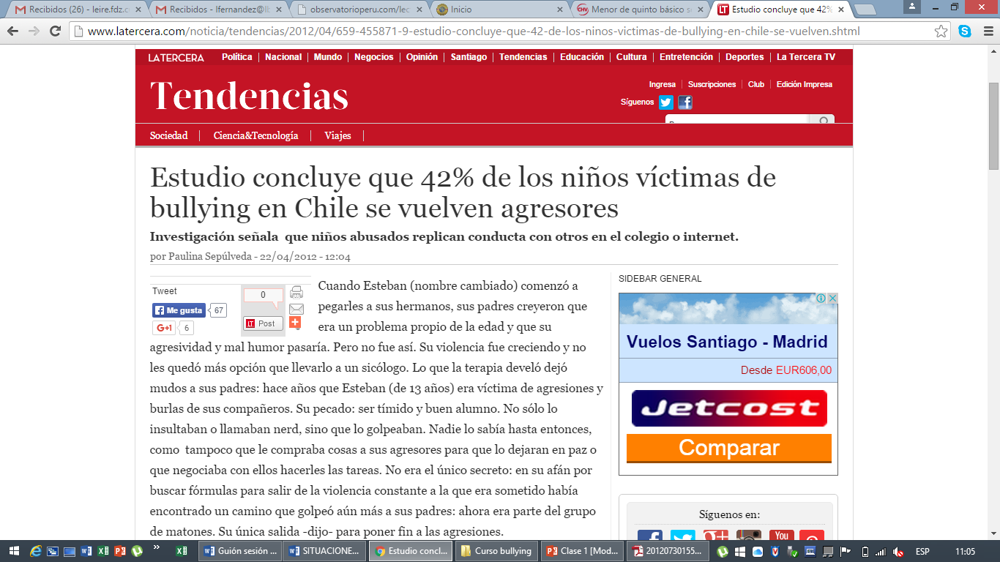 Recibidos (26) - leire.fdz.c
Recibidos - lfernandez@lb
observatorioperu.com/lec
Inicio
Menor de quinto básico s
Estudio concluye que 42%
www.latercera.com/noticia/tendencias/2012/04/659-455871-9-estudio-concluye-que-42-de-los-ninos-victimas-de-bullying-en-chile-se-vuelven.shtml
LATERCERA Política Nacional Mundo Negocios Opinión Santiago Tendencias Educación Cultura Entretención Deportes La Tercera TV
Tendencias
Ingresa Suscripciones Club Edición Impresa
Síguenos
Sociedad Ciencia&Tecnología Viajes
Estudio concluye que 42% de los niños víctimas de
bullying en Chile se vuelven agresores
Investigación señala que niños abusados replican conducta con otros en el colegio o internet.
por Paulina Sepúlveda - 22/04/2012 - 12:04
Tweet
Me gusta 67
G+1 6
0
LT Post
Cuando Esteban (nombre cambiado) comenzó a
pegarles a sus hermanos, sus padres creyeron que
era un problema propio de la edad y que su
agresividad y mal humor pasaría. Pero no fue así. Su violencia fue creciendo y no
les quedó más opción que llevarlo a un sicólogo. Lo que la terapia develó dejó
mudos a sus padres: hace años que Esteban (de 13 años) era víctima de agresiones y
burlas de sus compañeros. Su pecado: ser tímido y buen alumno. No sólo lo
insultaban o llamaban nerd, sino que lo golpeaban. Nadie lo sabía hasta entonces,
como tampoco que le compraba cosas a sus agresores para que lo dejaran en paz o
que negociaba con ellos hacerles las tareas. No era el único secreto: en su afán por
buscar fórmulas para salir de la violencia constante a la que era sometido había
encontrado un camino que golpeó aún más a sus padres: ahora era parte del grupo
de matones. Su única salida -dijo- para poner fin a las agresiones.
SIDEBAR GENERAL
Vuelos Santiago - Madrid
Desde EUR606,00
Jetcost
Comparar
Síguenos en:
You
Guión sesión ...
SITUACIONE...
Estudio concl...
Curso bullying
Clase 1 [Mod...
20120730155...
ESP
11:05